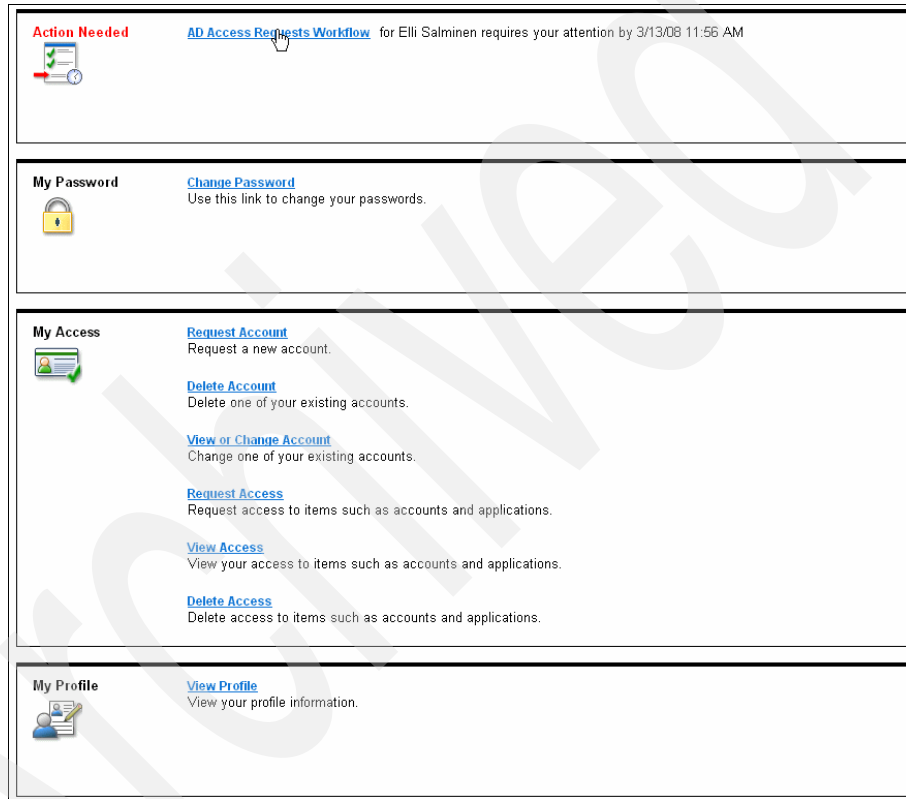 Action Needed
AD Access Requests Workflow for Elli Salminen requires your attention by 3/13/08 11:56 AM
My Password
Change Password
Use this link to change your passwords.
My Access
Request Account
Request a new account.
Delete Account
Delete one of your existing accounts.
View or Change Account
Change one of your existing accounts.
Request Access
Request access to items such as accounts and applications.
View Access
View your access to items such as accounts and applications.
Delete Access
Delete access to items such as accounts and applications.
My Profile
View Profile
View your profile information.
rchived